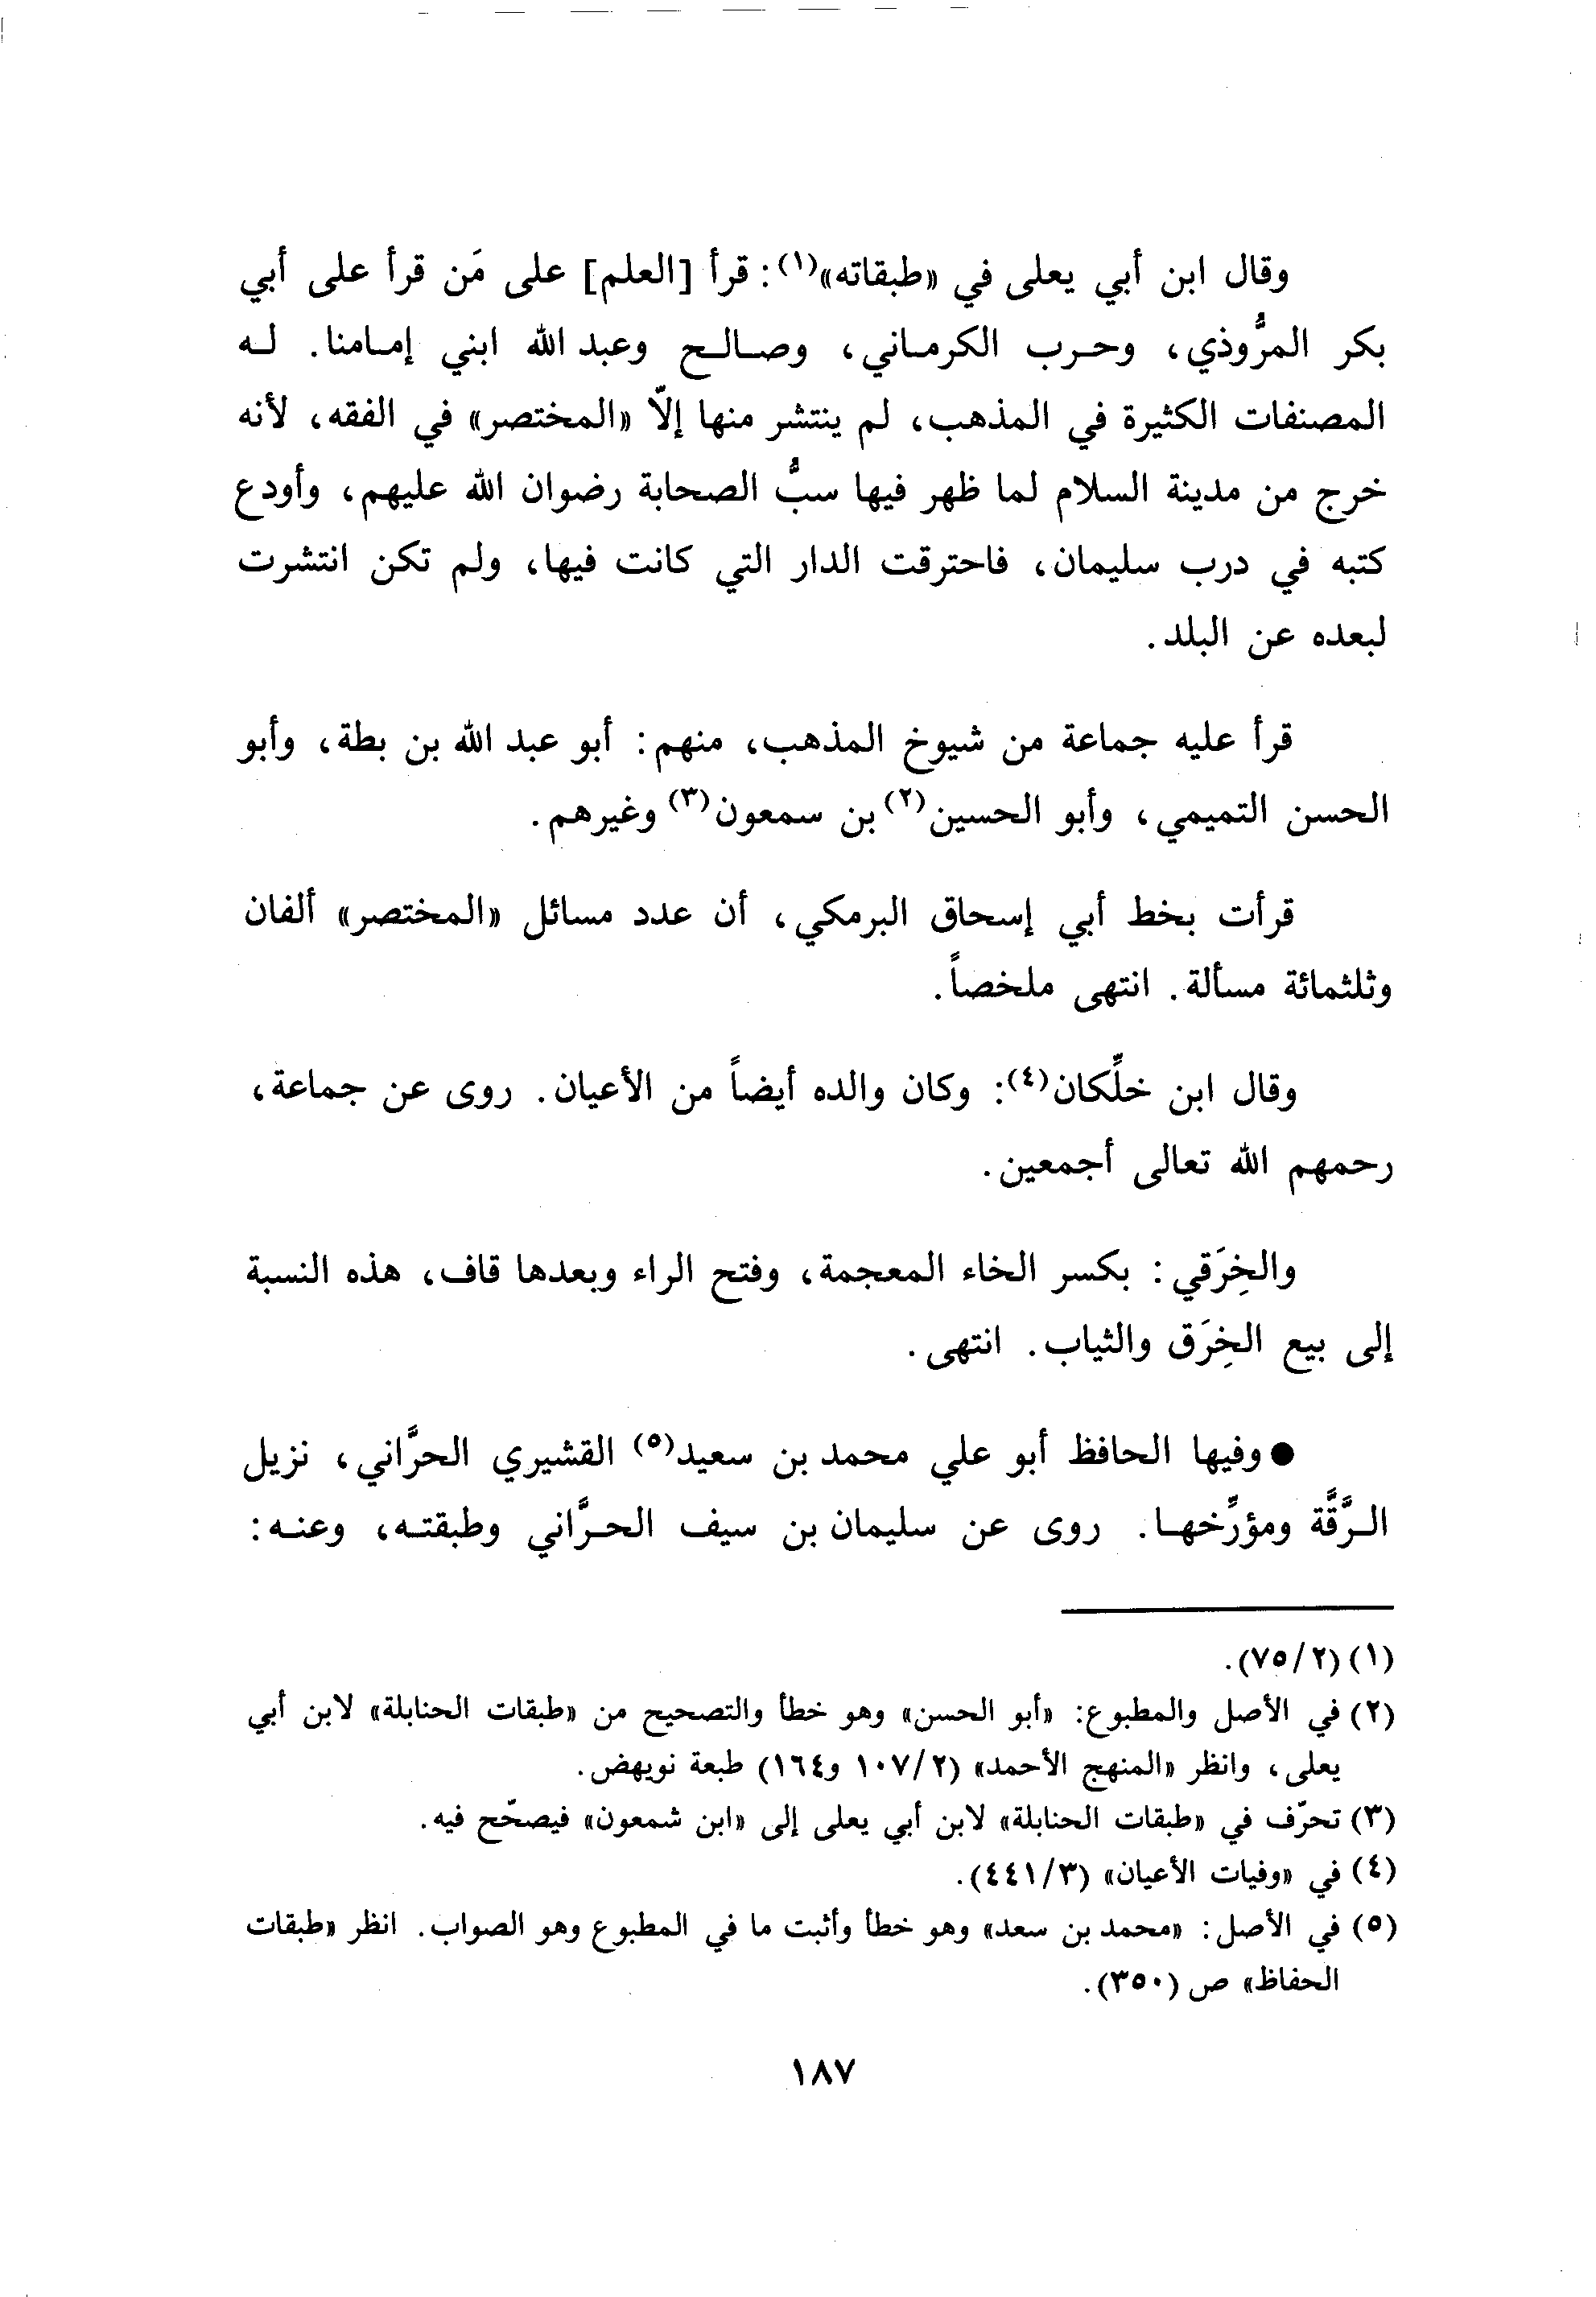 وقال ابن أبي يعلى في «طبقاته»(١): قرأ [العلم] على مَن قرأ على أبي
بكر المرُّوذي، وحرب الكرماني، وصالح وعبد الله ابني إمامنا. له
المصنفات الكثيرة في المذهب، لم ينتشر منها إلّا «المختصر» في الفقه، لأنه
خرج من مدينة السلام لما ظهر فيها سبُّ الصحابة رضوان الله عليهم، وأودع
كتبه في درب سليمان، فاحترقت الدار التي كانت فيها، ولم تكن انتشرت
لبعده عن البلد.
قرأ عليه جماعة من شيوخ المذهب، منهم: أبو عبد الله بن بطة، وأبو
الحسن التميمي، وأبو الحسين(٢) بن سمعون(٣) وغيرهم.
قرأت بخط أبي إسحاق البرمكي، أن عدد مسائل «المختصر» ألفان
وثلثمائة مسألة. انتهى ملخصاً.
وقال ابن خلِّكان(٤): وكان والده أيضاً من الأعيان. روى عن جماعة،
رحمهم الله تعالى أجمعين.
والخِرَقي: بكسر الخاء المعجمة، وفتح الراء وبعدها قاف، هذه النسبة
إلى بيع الخِرَق والثياب. انتهى.
● وفيها الحافظ أبو علي محمد بن سعيد(٥) القشيري الحرَّاني، نزيل
الرَّقَّة ومؤرِّخها. روى عن سليمان بن سيف الحرَّاني وطبقته، وعنه:
(١) (٧٥/٢).
(٢) في الأصل والمطبوع: «أبو الحسن» وهو خطأ والتصحيح من «طبقات الحنابلة» لابن أبي
يعلى، وانظر «المنهج الأحمد» (١٠٧/٢ و١٦٤) طبعة نويهض.
(٣) تحرّف في «طبقات الحنابلة» لابن أبي يعلى إلى «ابن شمعون» فيصحّح فيه.
(٤) في «وفيات الأعيان» (٤٤١/٣).
(٥) في الأصل: «محمد بن سعد» وهو خطأ وأثبت ما في المطبوع وهو الصواب. انظر «طبقات
الحفاظ» ص (٣٥٠).
١٨٧